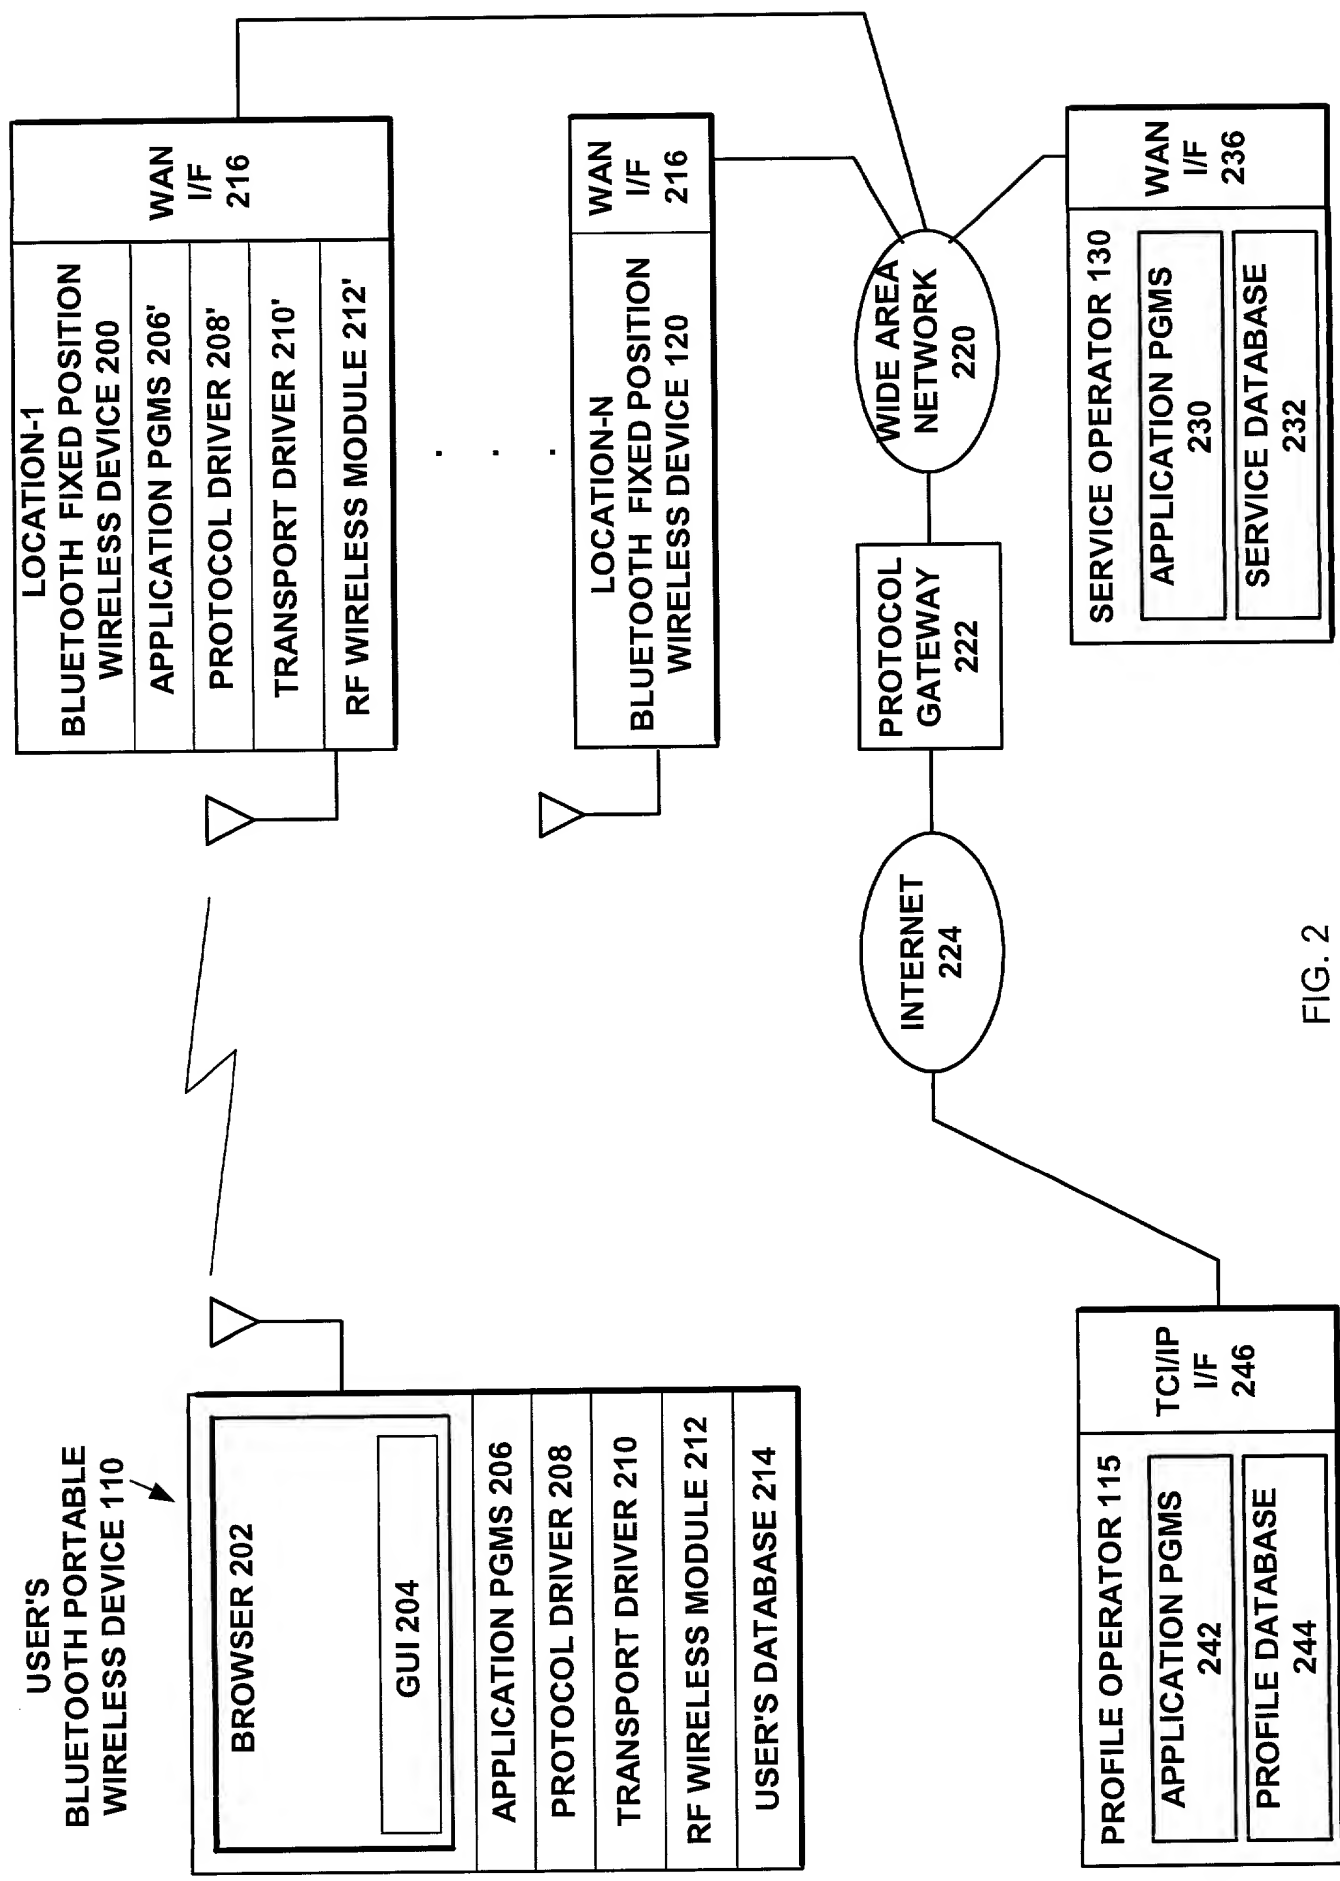 USER'S
BLUETOOTH PORTABLE
WIRELESS DEVICE 110
BROWSER 202
GUI 204
APPLICATION PGMS 206
PROTOCOL DRIVER 208
TRANSPORT DRIVER 210
RF WIRELESS MODULE 212
USER'S DATABASE 214
LOCATION-1
BLUETOOTH FIXED POSITION
WIRELESS DEVICE 200
APPLICATION PGMS 206'
PROTOCOL DRIVER 208'
TRANSPORT DRIVER 210'
RF WIRELESS MODULE 212'
WAN
I/F
216
. . .
LOCATION-N
BLUETOOTH FIXED POSITION
WIRELESS DEVICE 120
WAN
I/F
216
WIDE AREA
NETWORK
220
PROTOCOL
GATEWAY
222
INTERNET
224
PROFILE OPERATOR 115
APPLICATION PGMS
242
PROFILE DATABASE
244
TCI/IP
I/F
246
SERVICE OPERATOR 130
APPLICATION PGMS
230
SERVICE DATABASE
232
WAN
I/F
236
FIG. 2